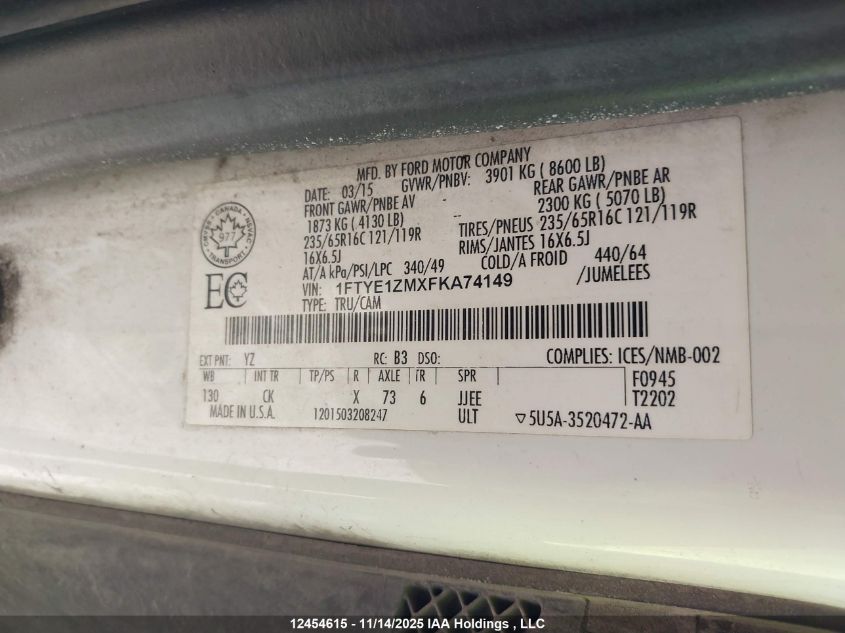 MFD. BY FORD MOTOR COMPANY
DATE: 03/15 GVWR/PNBV: 3901 KG ( 8600 LB)
FRONT GAWR/PNBE AV REAR GAWR/PNBE AR
1873 KG ( 4130 LB) -- 2300 KG ( 5070 LB)
235/65R16C 121/119R TIRES/PNEUS 235/65R16C 121/119R
16X6.5J RIMS/JANTES 16X6.5J
AT/A kPa/PSI/LPC 340/49 COLD/A FROID 440/64
VIN: 1FTYE1ZMXFKA74149 /JUMELEES
TYPE: TRU/CAM
CANADA
977
TRANSPORT
EC
EXT PNT: YZ RC: B3 DSO: COMPLIES: ICES/NMB-002
WB INT TR TP/PS R AXLE TR SPR F0945
130 CK X 73 6 JJEE T2202
MADE IN U.S.A. 1201503208247 ULT ▽5U5A-3520472-AA
12454615 - 11/14/2025 IAA Holdings , LLC